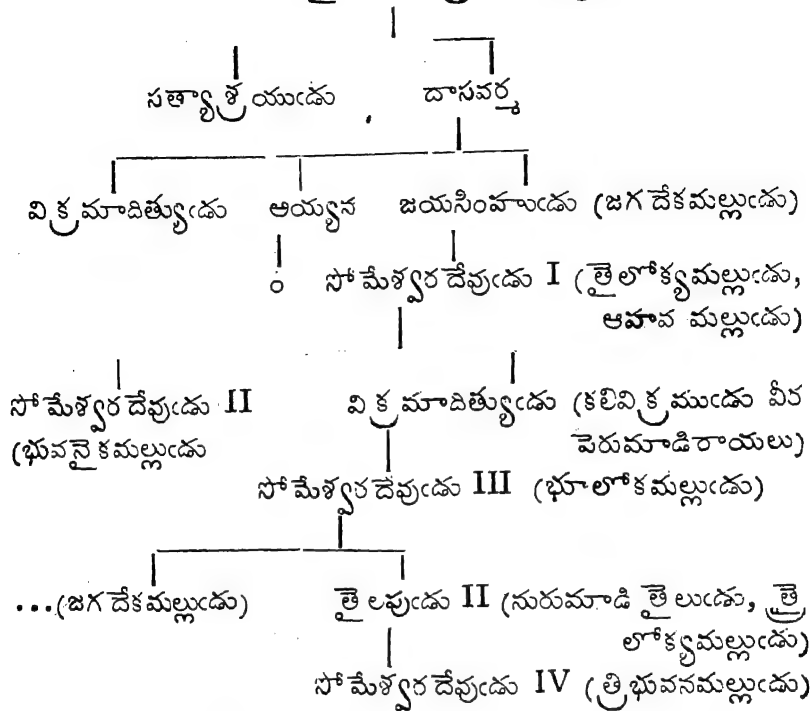 సత్యాశ్రయుఁడు దాసవర్మ
విక్రమాదిత్యుఁడు అయ్యన జయసింహుఁడు (జగదేకమల్లుఁడు)
ం సోమేశ్వరదేవుఁడు I (త్రైలోక్యమల్లుఁడు,
ఆహవ మల్లుఁడు)
సోమేశ్వరదేవుఁడు II విక్రమాదిత్యుఁడు (కలివిక్రముఁడు వీర
(భువనైకమల్లుఁడు పెరుమాడిరాయలు)
సోమేశ్వరదేవుఁడు III (భూలోకమల్లుఁడు)
...(జగదేకమల్లుఁడు) తైలపుఁడు II (నురుమాడి తైలుఁడు, త్రై
లోక్యమల్లుఁడు)
సోమేశ్వరదేవుఁడు IV (త్రిభువనమల్లుఁడు)